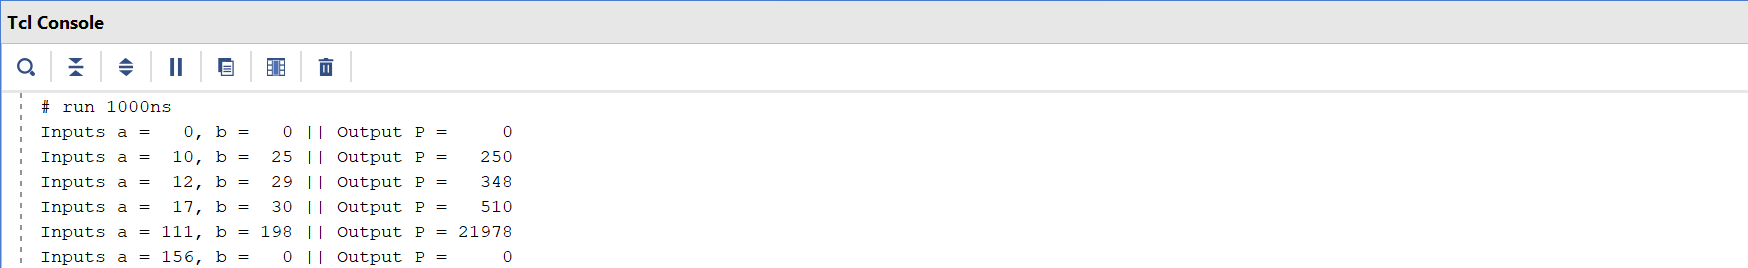 Tcl Console
# run 1000ns
Inputs a =   0, b =   0 || Output P =     0
Inputs a =  10, b =  25 || Output P =   250
Inputs a =  12, b =  29 || Output P =   348
Inputs a =  17, b =  30 || Output P =   510
Inputs a = 111, b = 198 || Output P = 21978
Inputs a = 156, b =   0 || Output P =     0